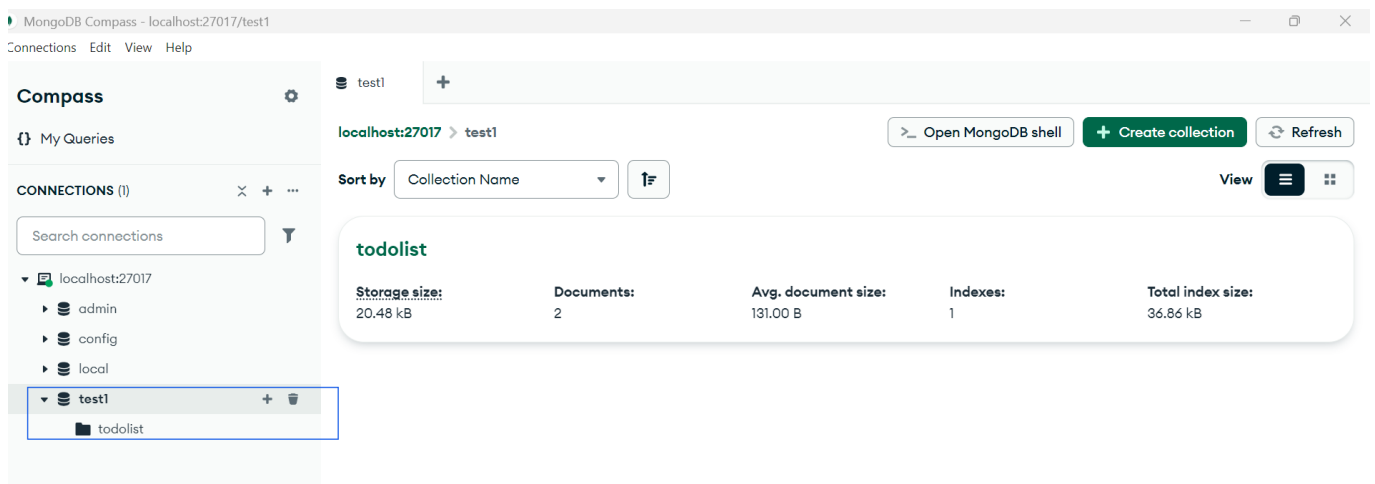 MongoDB Compass - localhost:27017/test1
Connections Edit View Help
Compass
{} My Queries
CONNECTIONS (1)
Search connections
localhost:27017
admin
config
local
test1
todolist
test1
localhost:27017 > test1
>_ Open MongoDB shell
+ Create collection
Refresh
Sort by Collection Name
View
todolist
Storage size: Documents: Avg. document size: Indexes: Total index size:
20.48 kB 2 131.00 B 1 36.86 kB